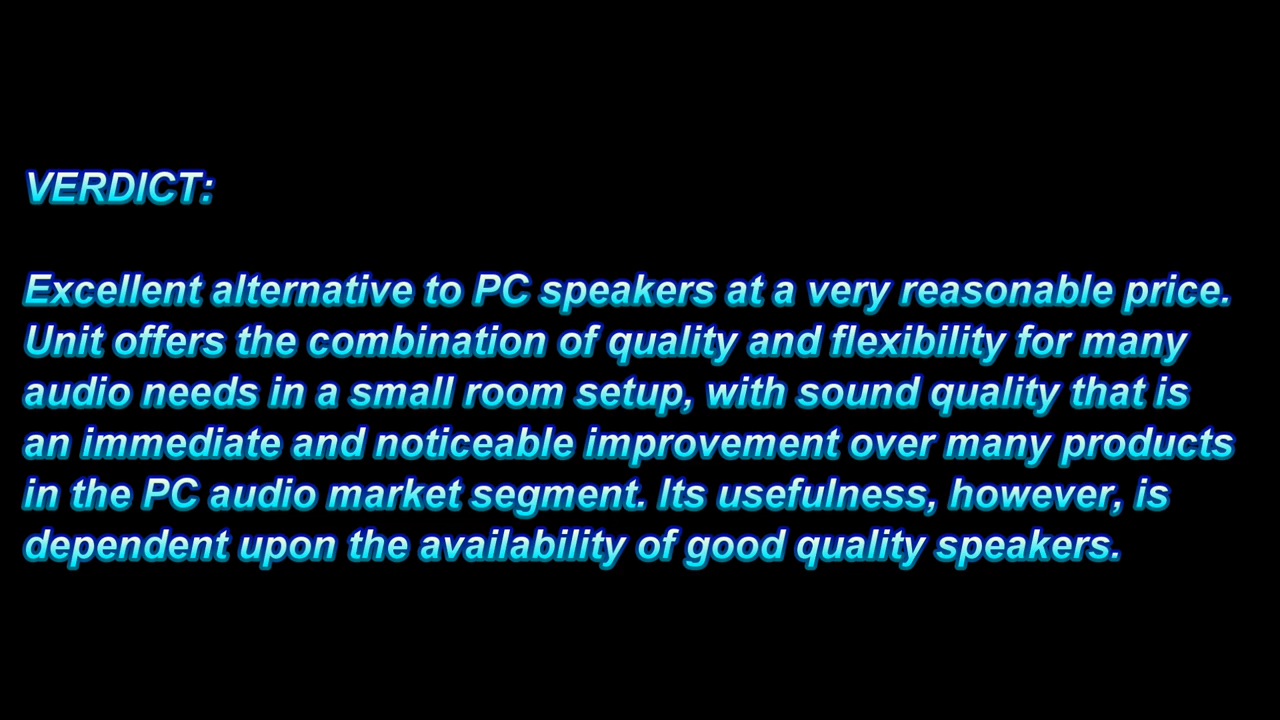 VERDICT:
Excellent alternative to PC speakers at a very reasonable price.
Unit offers the combination of quality and flexibility for many
audio needs in a small room setup, with sound quality that is
an immediate and noticeable improvement over many products
in the PC audio market segment. Its usefulness, however, is
dependent upon the availability of good quality speakers.